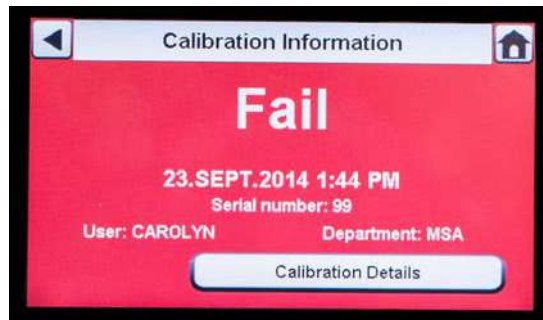 Calibration Information
Fail
23.SEPT.2014 1:44 PM
Serial number: 99
User: CAROLYN Department: MSA
Calibration Details